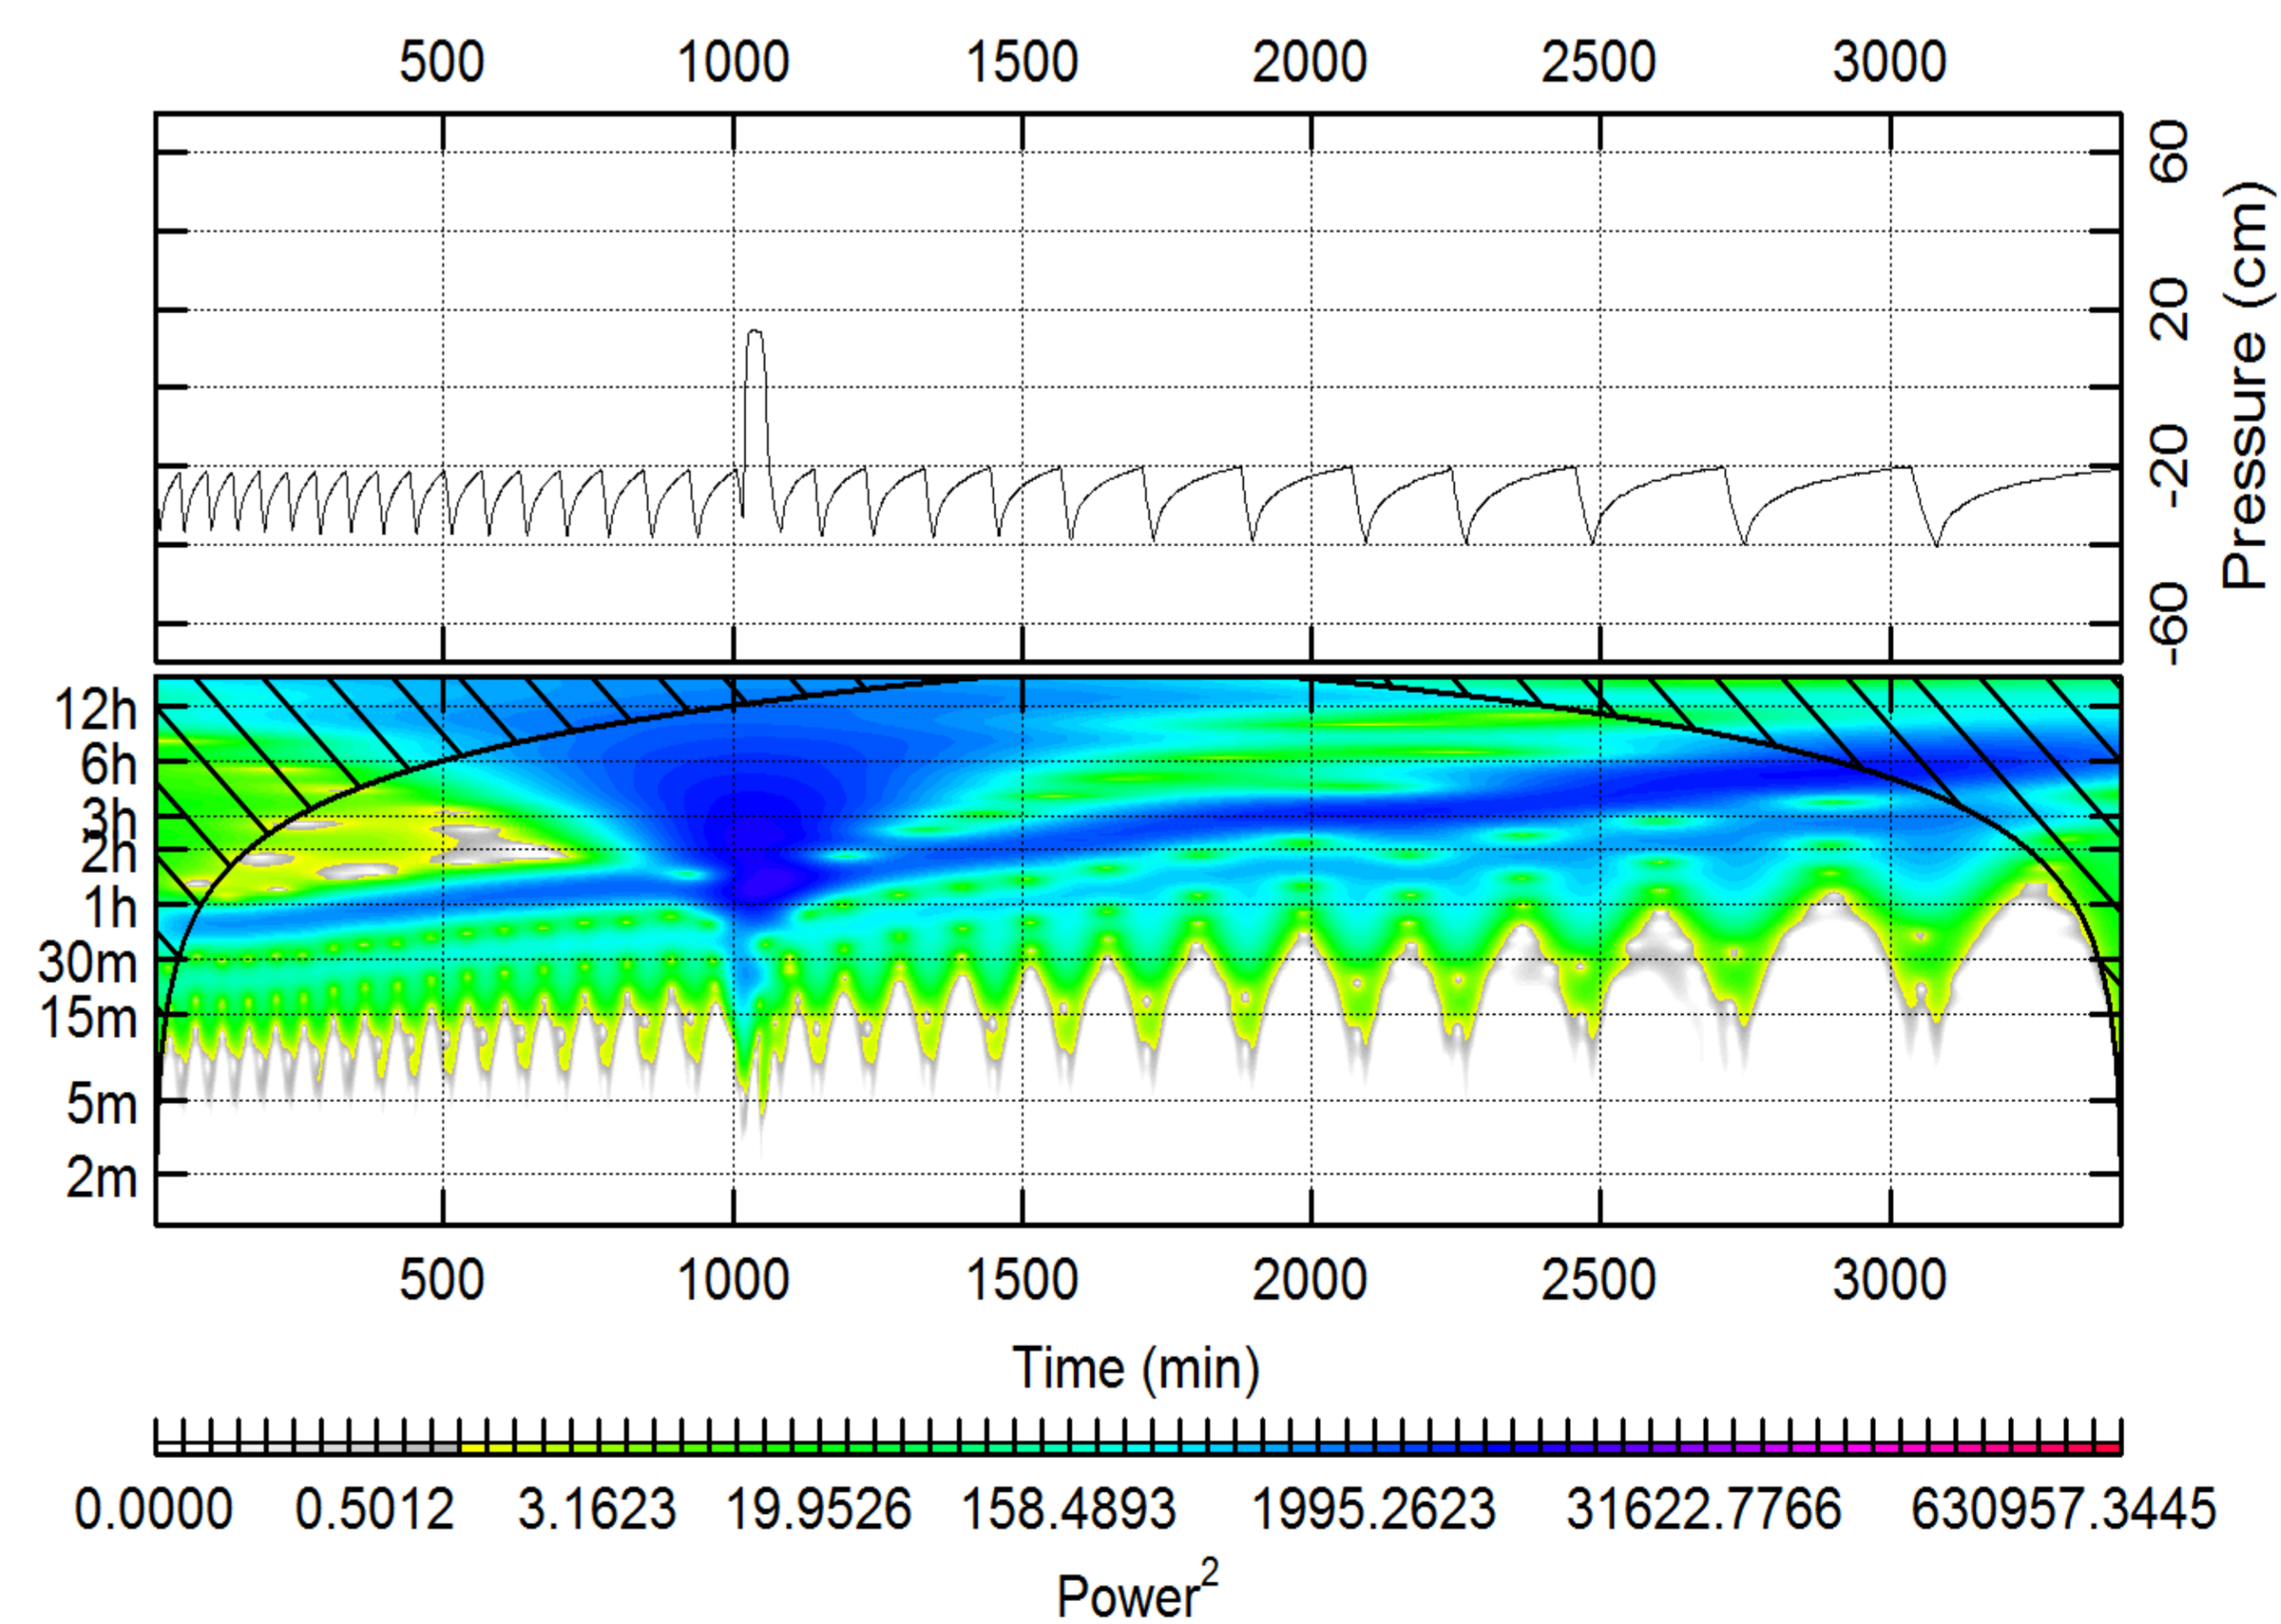 500 1000 1500 2000 2500 3000
60
20
-20
-60
Pressure (cm)
12h
6h
3h
2h
1h
30m
15m
5m
2m
500 1000 1500 2000 2500 3000
Time (min)
0.0000 0.5012 3.1623 19.9526 158.4893 1995.2623 31622.7766 630957.3445
Power²